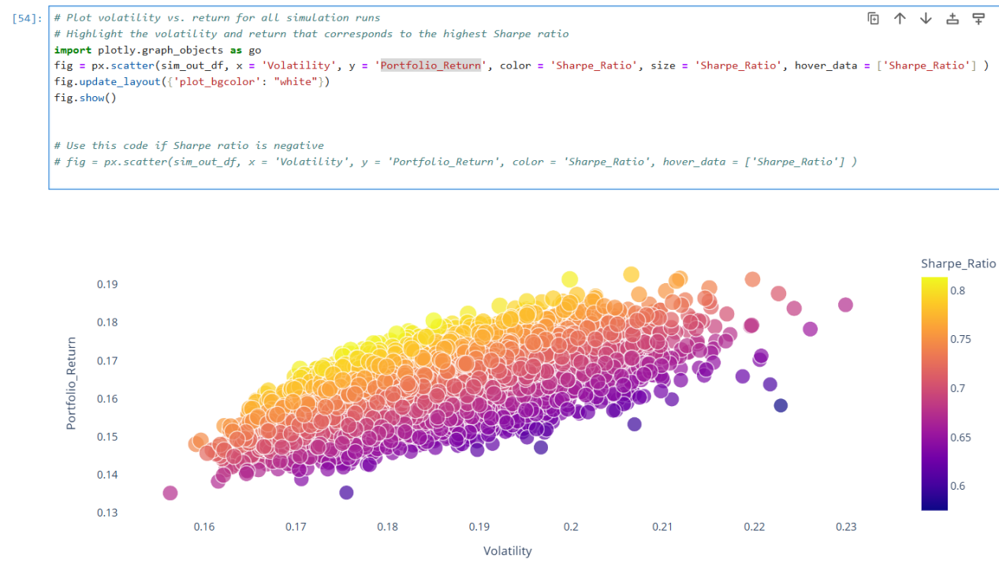 [54]:
# Plot volatility vs. return for all simulation runs
# Highlight the volatility and return that corresponds to the highest Sharpe ratio
import plotly.graph_objects as go
fig = px.scatter(sim_out_df, x = 'Volatility', y = 'Portfolio_Return', color = 'Sharpe_Ratio', size = 'Sharpe_Ratio', hover_data = ['Sharpe_Ratio'] )
fig.update_layout({'plot_bgcolor': "white"})
fig.show()
# Use this code if Sharpe ratio is negative
# fig = px.scatter(sim_out_df, x = 'Volatility', y = 'Portfolio_Return', color = 'Sharpe_Ratio', hover_data = ['Sharpe_Ratio'] )
Portfolio_Return
0.19
0.18
0.17
0.16
0.15
0.14
0.13
0.16 0.17 0.18 0.19 0.2 0.21 0.22 0.23
Volatility
Sharpe_Ratio
0.8
0.75
0.7
0.65
0.6